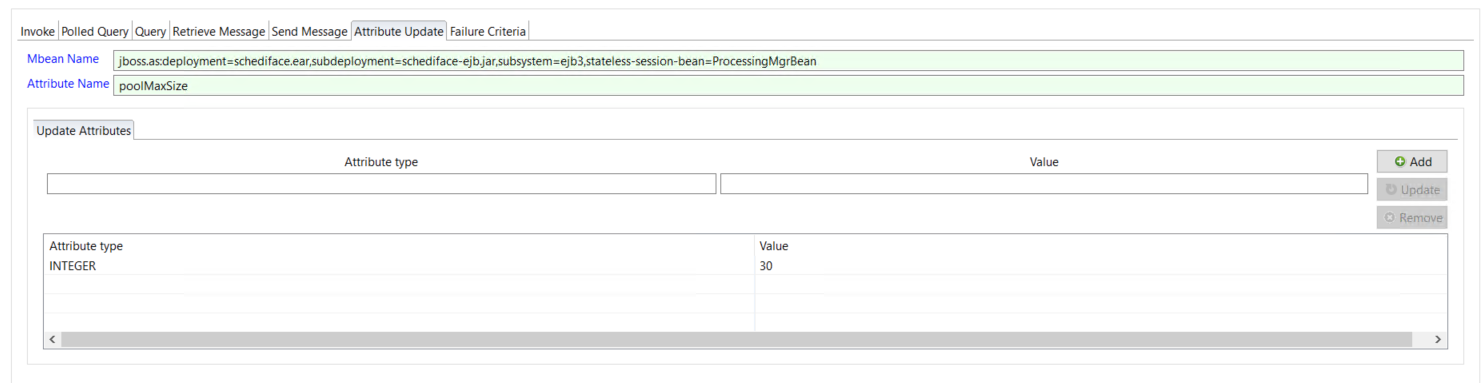 Invoke Polled Query Query Retrieve Message Send Message Attribute Update Failure Criteria
Mbean Name jboss.as:deployment=schediface.ear,subdeployment=schediface-ejb.jar,subsystem=ejb3,stateless-session-bean=ProcessingMgrBean
Attribute Name poolMaxSize
Update Attributes
Attribute type Value Add
Update
Remove
Attribute type Value
INTEGER 30